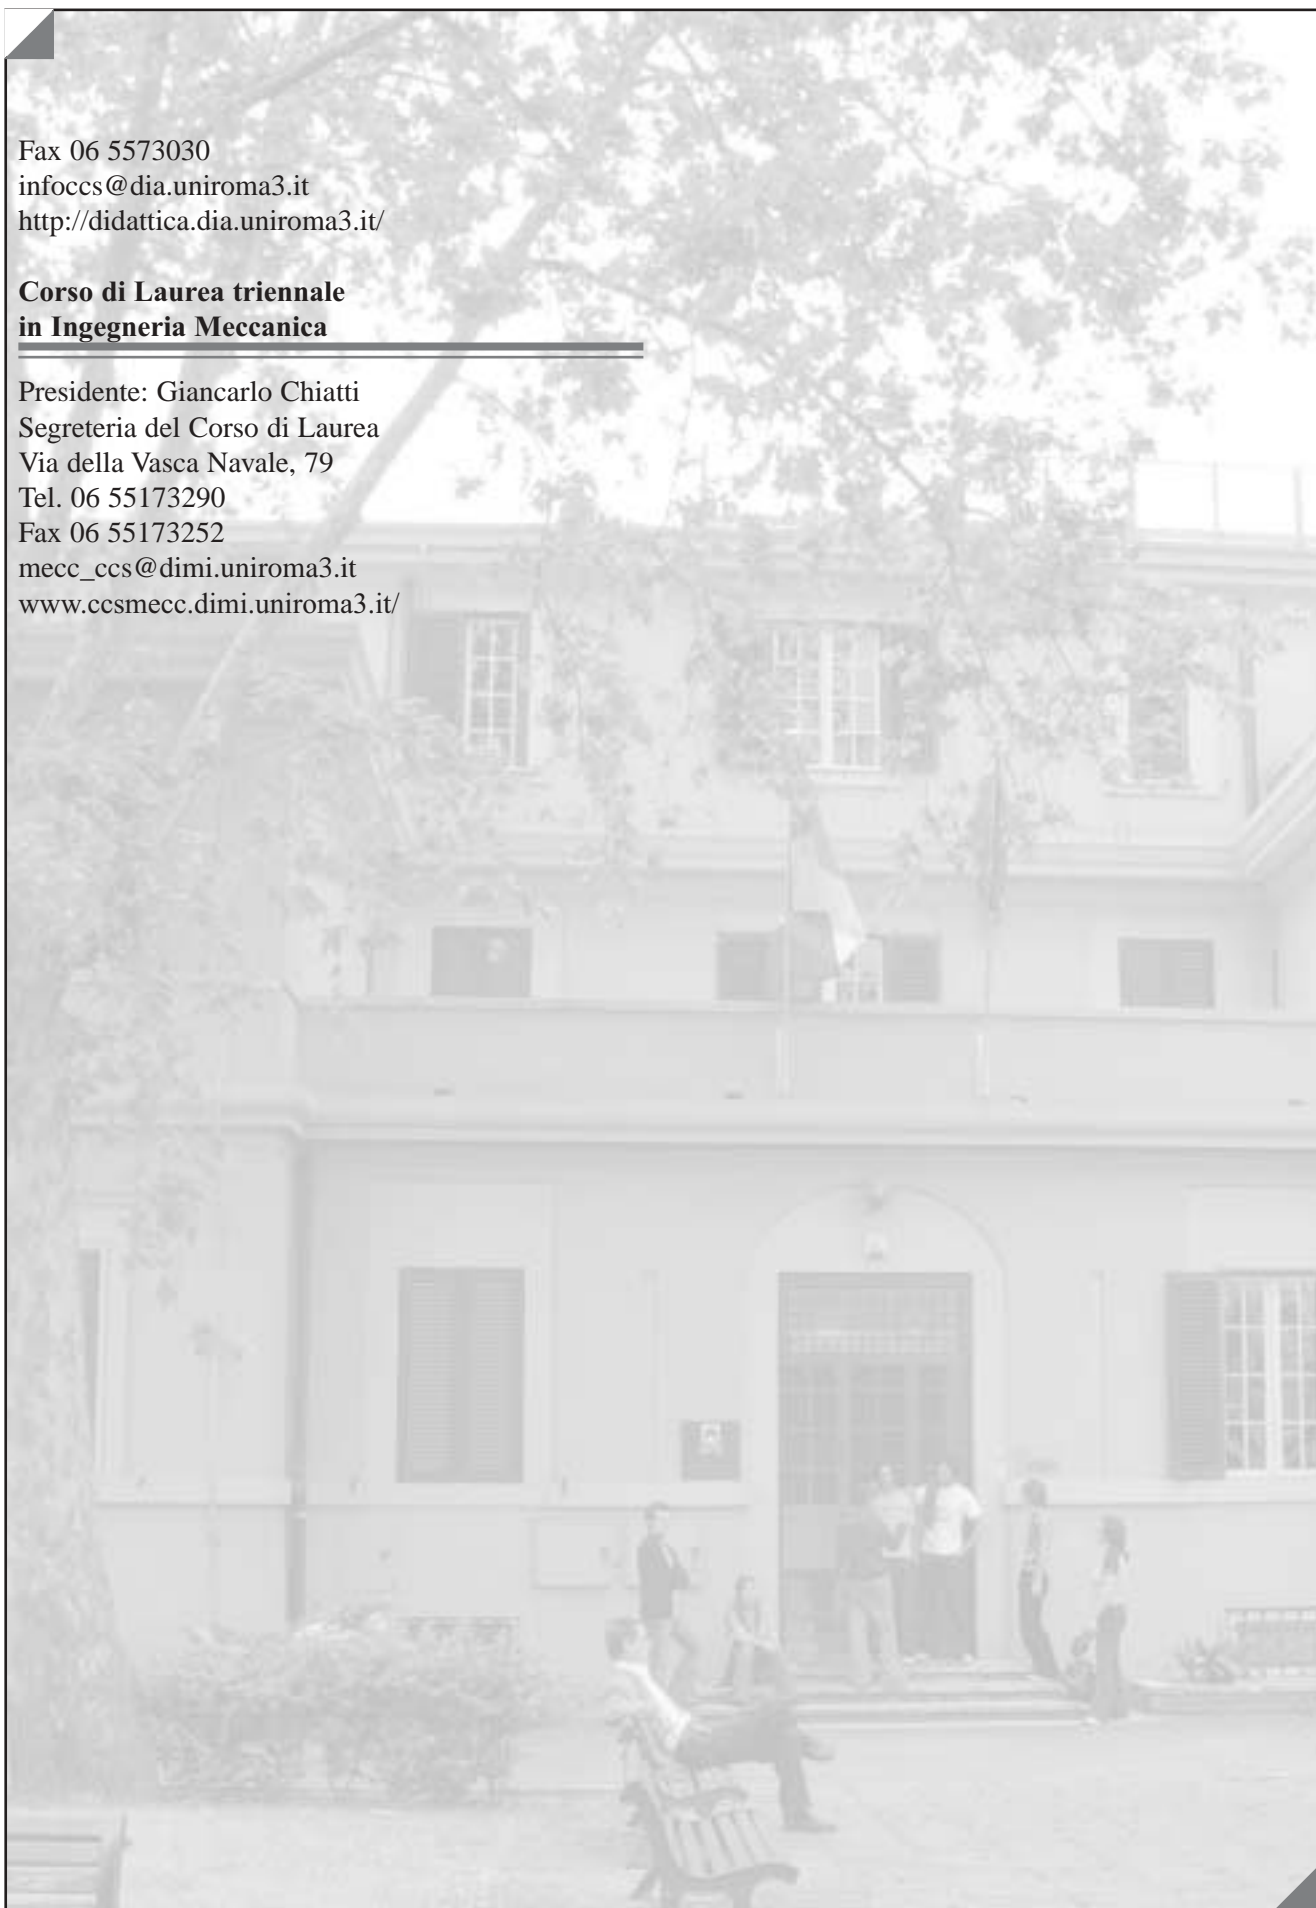 Fax 06 5573030
infoccs@dia.uniroma3.it
http://didattica.dia.uniroma3.it/
Corso di Laurea triennale
in Ingegneria Meccanica
Presidente: Giancarlo Chiatti
Segreteria del Corso di Laurea
Via della Vasca Navale, 79
Tel. 06 55173290
Fax 06 55173252
mecc_ccs@dimi.uniroma3.it
www.ccsmecc.dimi.uniroma3.it/